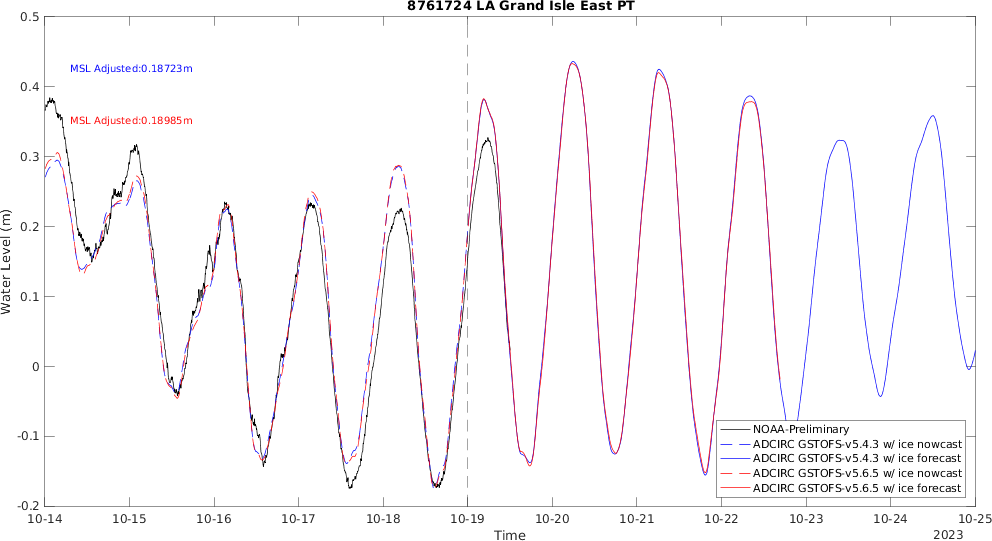 8761724 LA Grand Isle East PT
MSL Adjusted:0.18723m
MSL Adjusted:0.18985m
Water Level (m)
0.5
0.4
0.3
0.2
0.1
0
-0.1
-0.2
NOAA-Preliminary
ADCIRC GSTOFS-v5.4.3 w/ ice nowcast
ADCIRC GSTOFS-v5.4.3 w/ ice forecast
ADCIRC GSTOFS-v5.6.5 w/ ice nowcast
ADCIRC GSTOFS-v5.6.5 w/ ice forecast
10-14 10-15 10-16 10-17 10-18 10-19 10-20 10-21 10-22 10-23 10-24 10-25
Time
2023